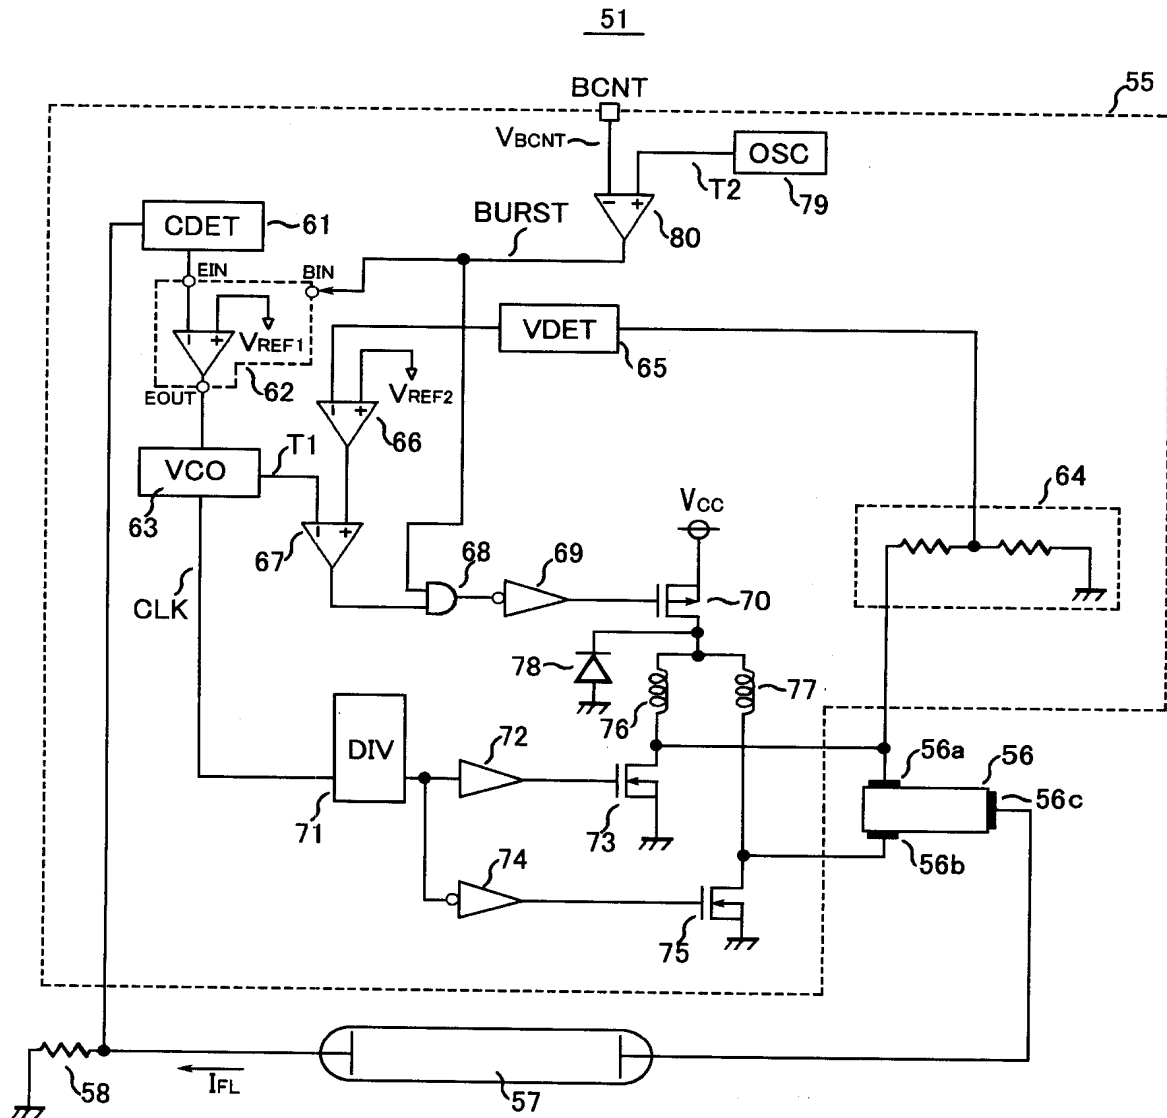 51
BCNT
55
VBCNT
OSC
T2
79
CDET
61
BURST
80
EIN
BIN
VREF1
VDET
65
62
EOUT
VREF2
66
T1
VCO
63
64
VCC
67
68
69
70
CLK
78
76
77
DIV
72
56a
56
56c
71
73
74
56b
75
58
IFL
57